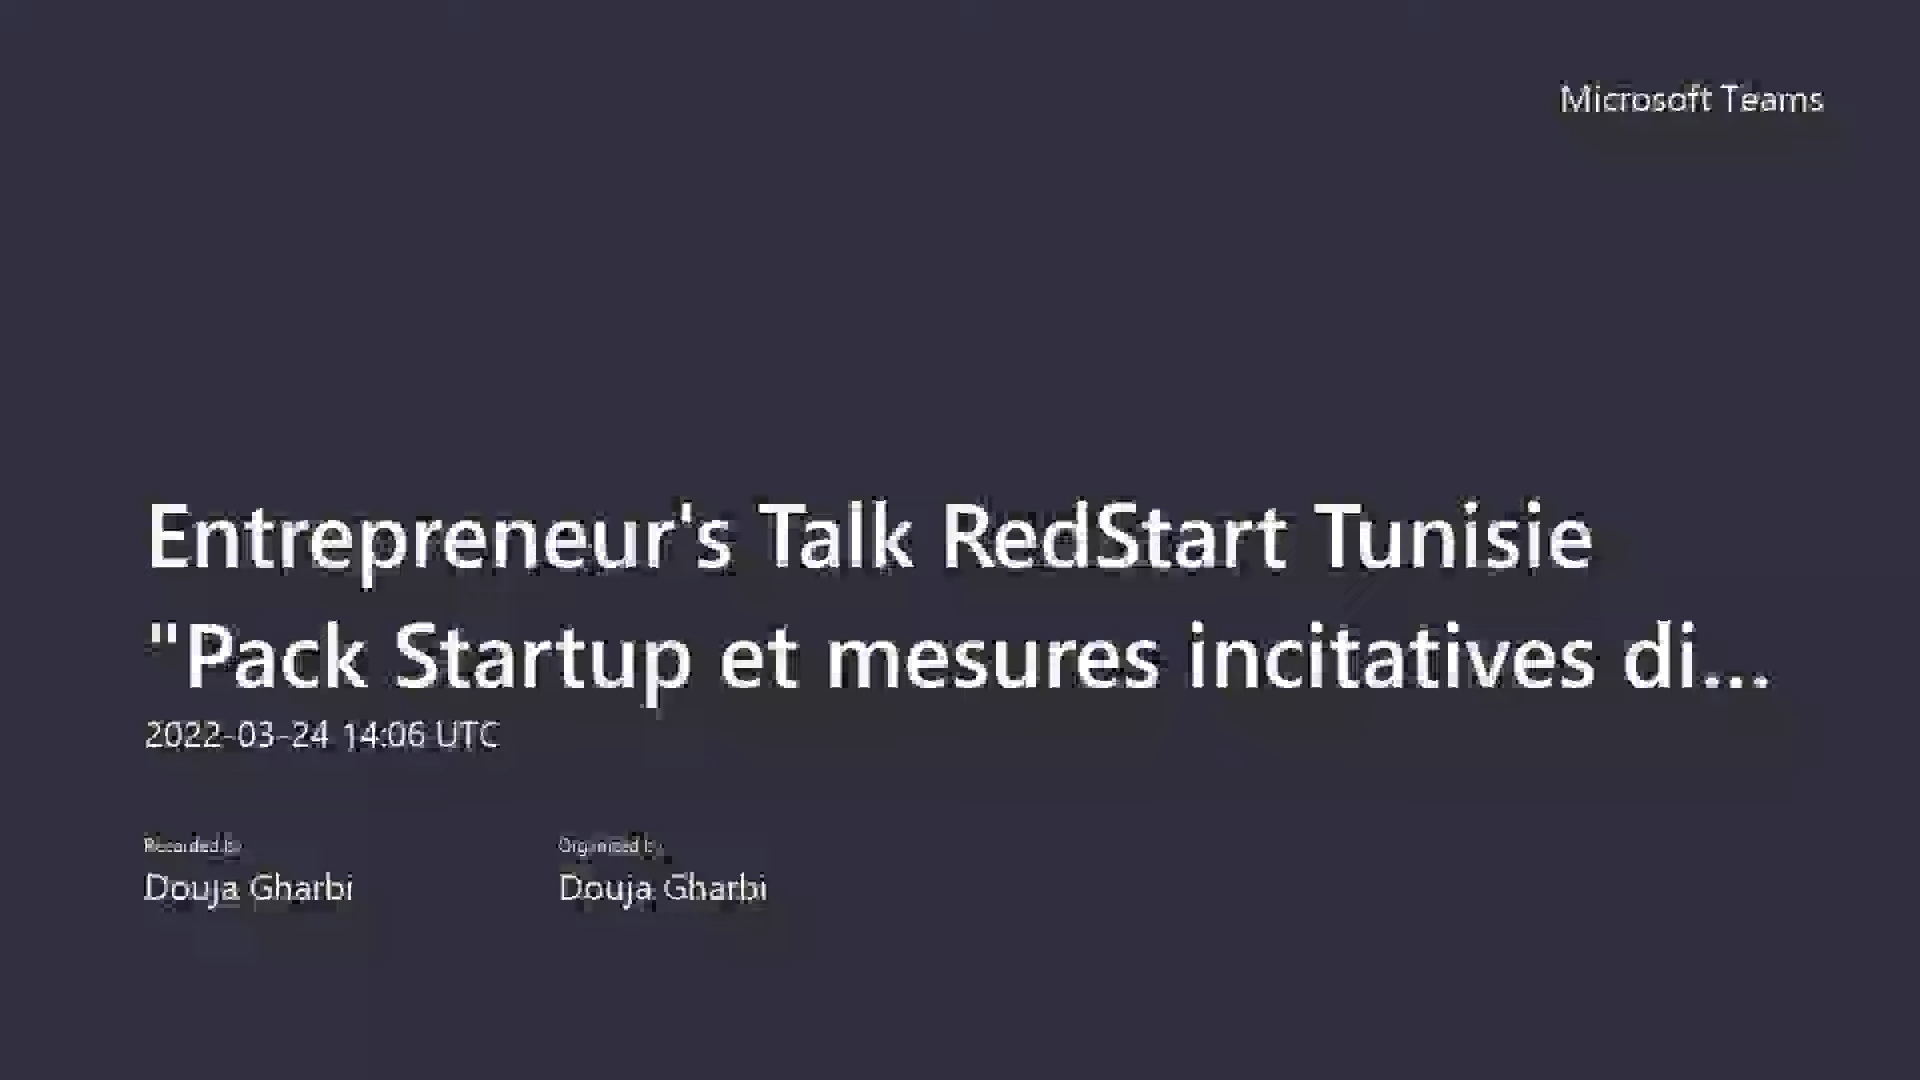 Microsoft Teams
Entrepreneur's Talk RedStart Tunisie
"Pack Startup et mesures incitatives di...
2022-03-24 14:06 UTC
Recorded by
Organized by
Douja Gharbi
Douja Gharbi